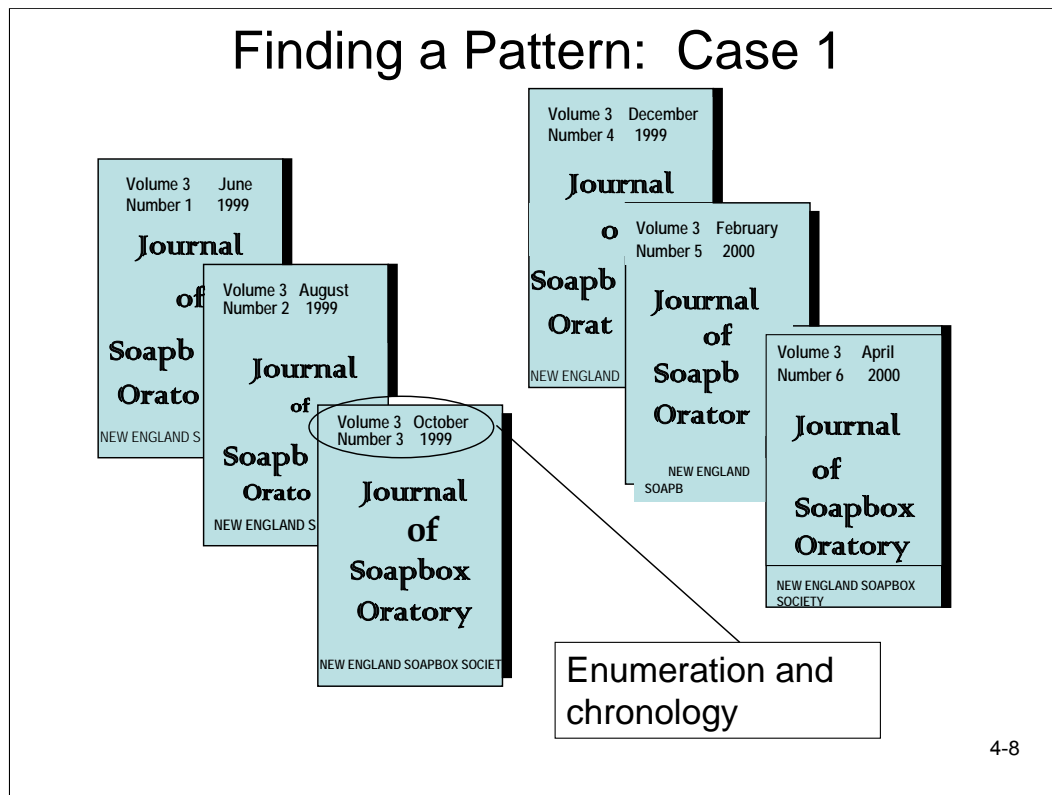 Finding a Pattern: Case 1
Volume 3 June
Number 1 1999
Journal
of
Soapb
Orato
NEW ENGLAND S
Volume 3 August
Number 2 1999
Journal
of
Soapb
Orato
NEW ENGLAND S
Volume 3 October
Number 3 1999
Journal
of
Soapbox
Oratory
NEW ENGLAND SOAPBOX SOCIET
Volume 3 December
Number 4 1999
Journal
o
Soapb
Orat
NEW ENGLAND
Volume 3 February
Number 5 2000
Journal
of
Soapb
Orator
NEW ENGLAND
SOAPB
Volume 3 April
Number 6 2000
Journal
of
Soapbox
Oratory
NEW ENGLAND SOAPBOX
SOCIETY
Enumeration and
chronology
4-8